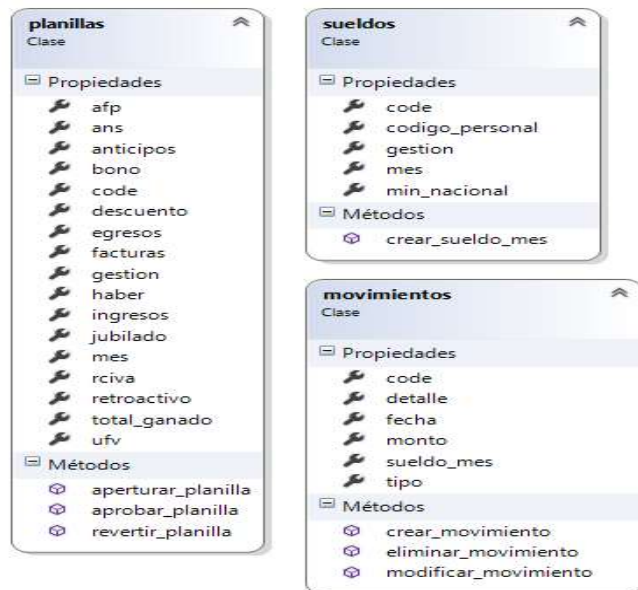 planillas
Clase
Propiedades
afp
ans
anticipos
bono
code
descuento
egresos
facturas
gestion
haber
ingresos
jubilado
mes
rciva
retroactivo
total_ganado
ufv
Métodos
aperturar_planilla
aprobar_planilla
revertir_planilla
sueldos
Clase
Propiedades
code
codigo_personal
gestion
mes
min_nacional
Métodos
crear_sueldo_mes
movimientos
Clase
Propiedades
code
detalle
fecha
monto
sueldo_mes
tipo
Métodos
crear_movimiento
eliminar_movimiento
modificar_movimiento